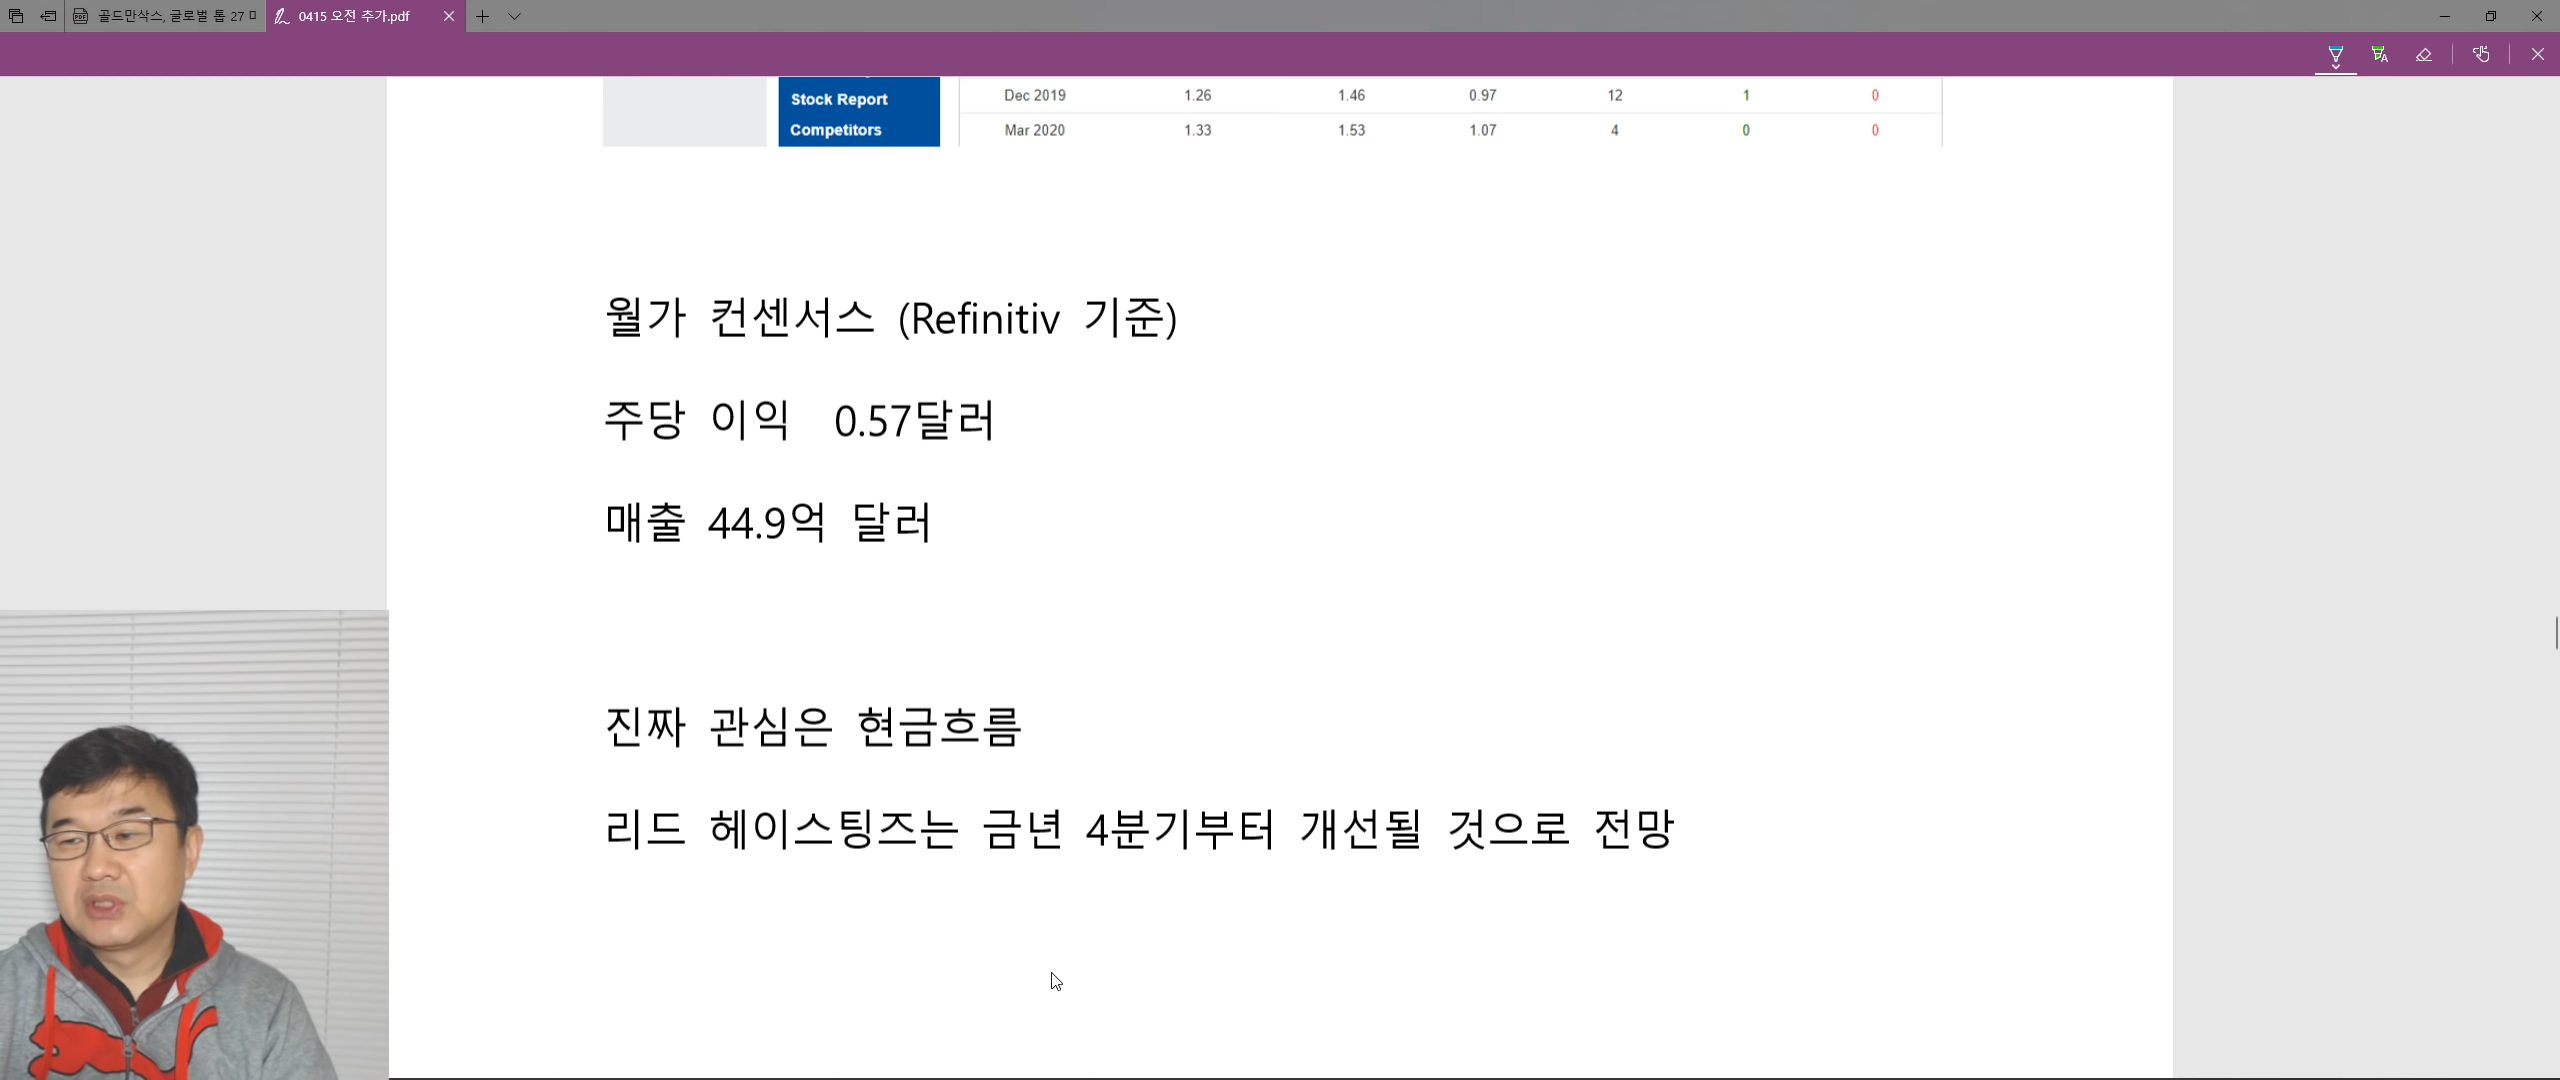 골드만삭스, 글로벌 톱 27
0415 오전 추가.pdf
Stock Report
Competitors
Dec 2019 1.26 1.46 0.97 12 1 0
Mar 2020 1.33 1.53 1.07 4 0 0
월가 컨센서스 (Refinitiv 기준)
주당 이익 0.57달러
매출 44.9억 달러
진짜 관심은 현금흐름
리드 헤이스팅즈는 금년 4분기부터 개선될 것으로 전망